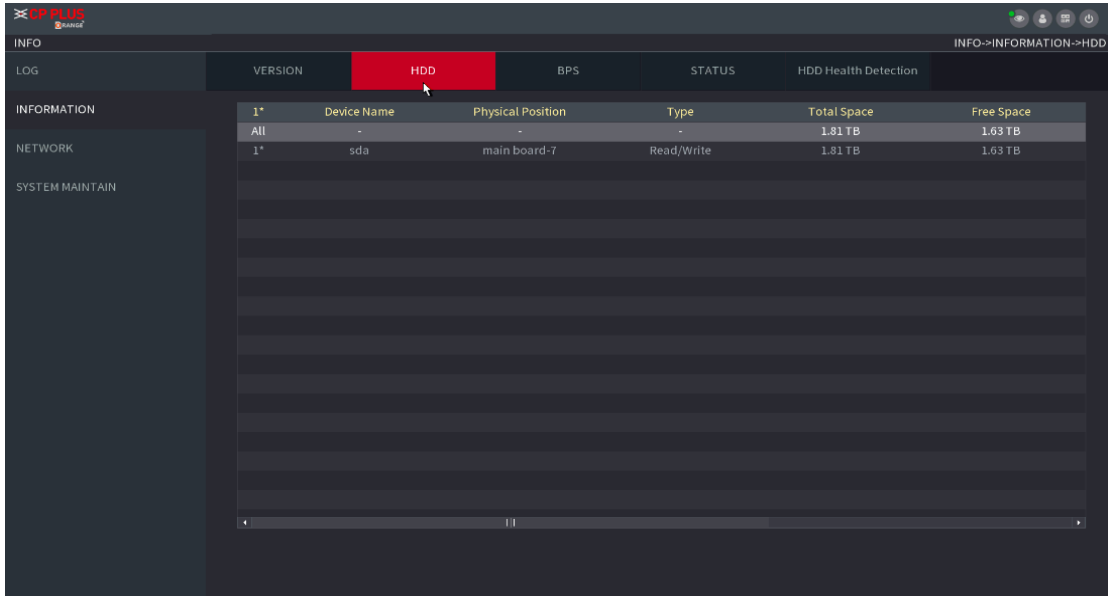 CP PLUS
ORANGE
INFO INFO->INFORMATION->HDD
LOG VERSION HDD BPS STATUS HDD Health Detection
INFORMATION
NETWORK
SYSTEM MAINTAIN
1* Device Name Physical Position Type Total Space Free Space
All - - - 1.81 TB 1.63 TB
1* sda main board-7 Read/Write 1.81 TB 1.63 TB